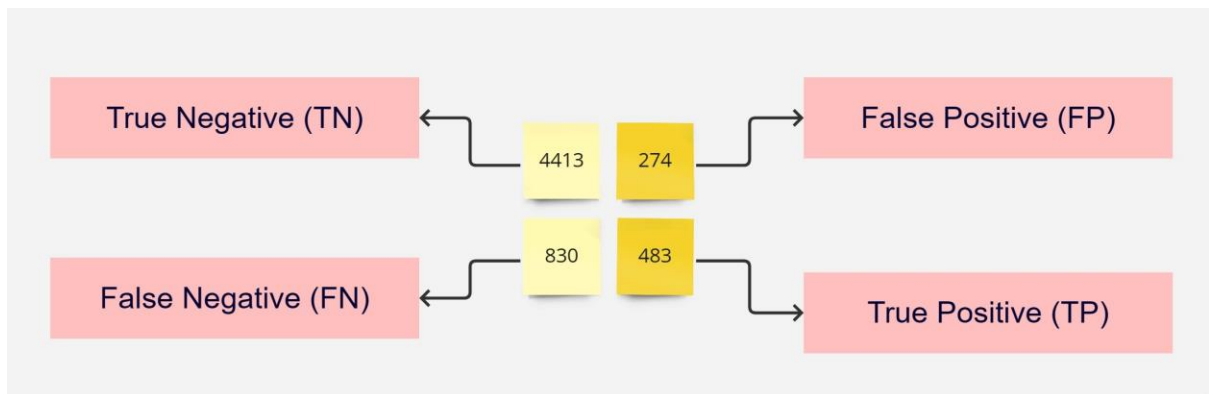 True Negative (TN)
False Positive (FP)
4413
274
830
483
False Negative (FN)
True Positive (TP)